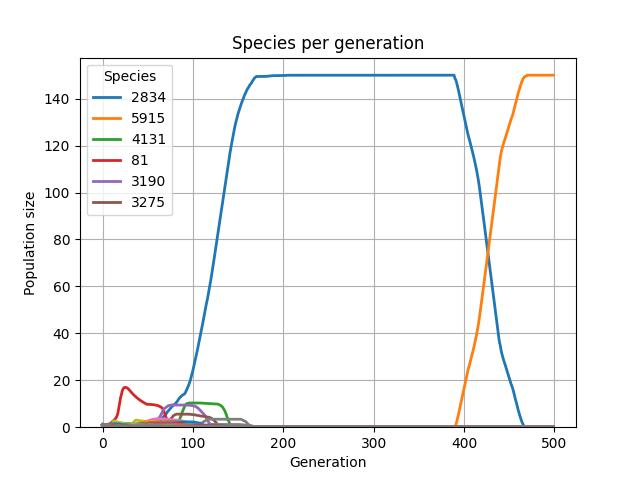 Species per generation
Species
2834
5915
4131
81
3190
3275
Population size
140
120
100
80
60
40
20
0
0 100 200 300 400 500
Generation